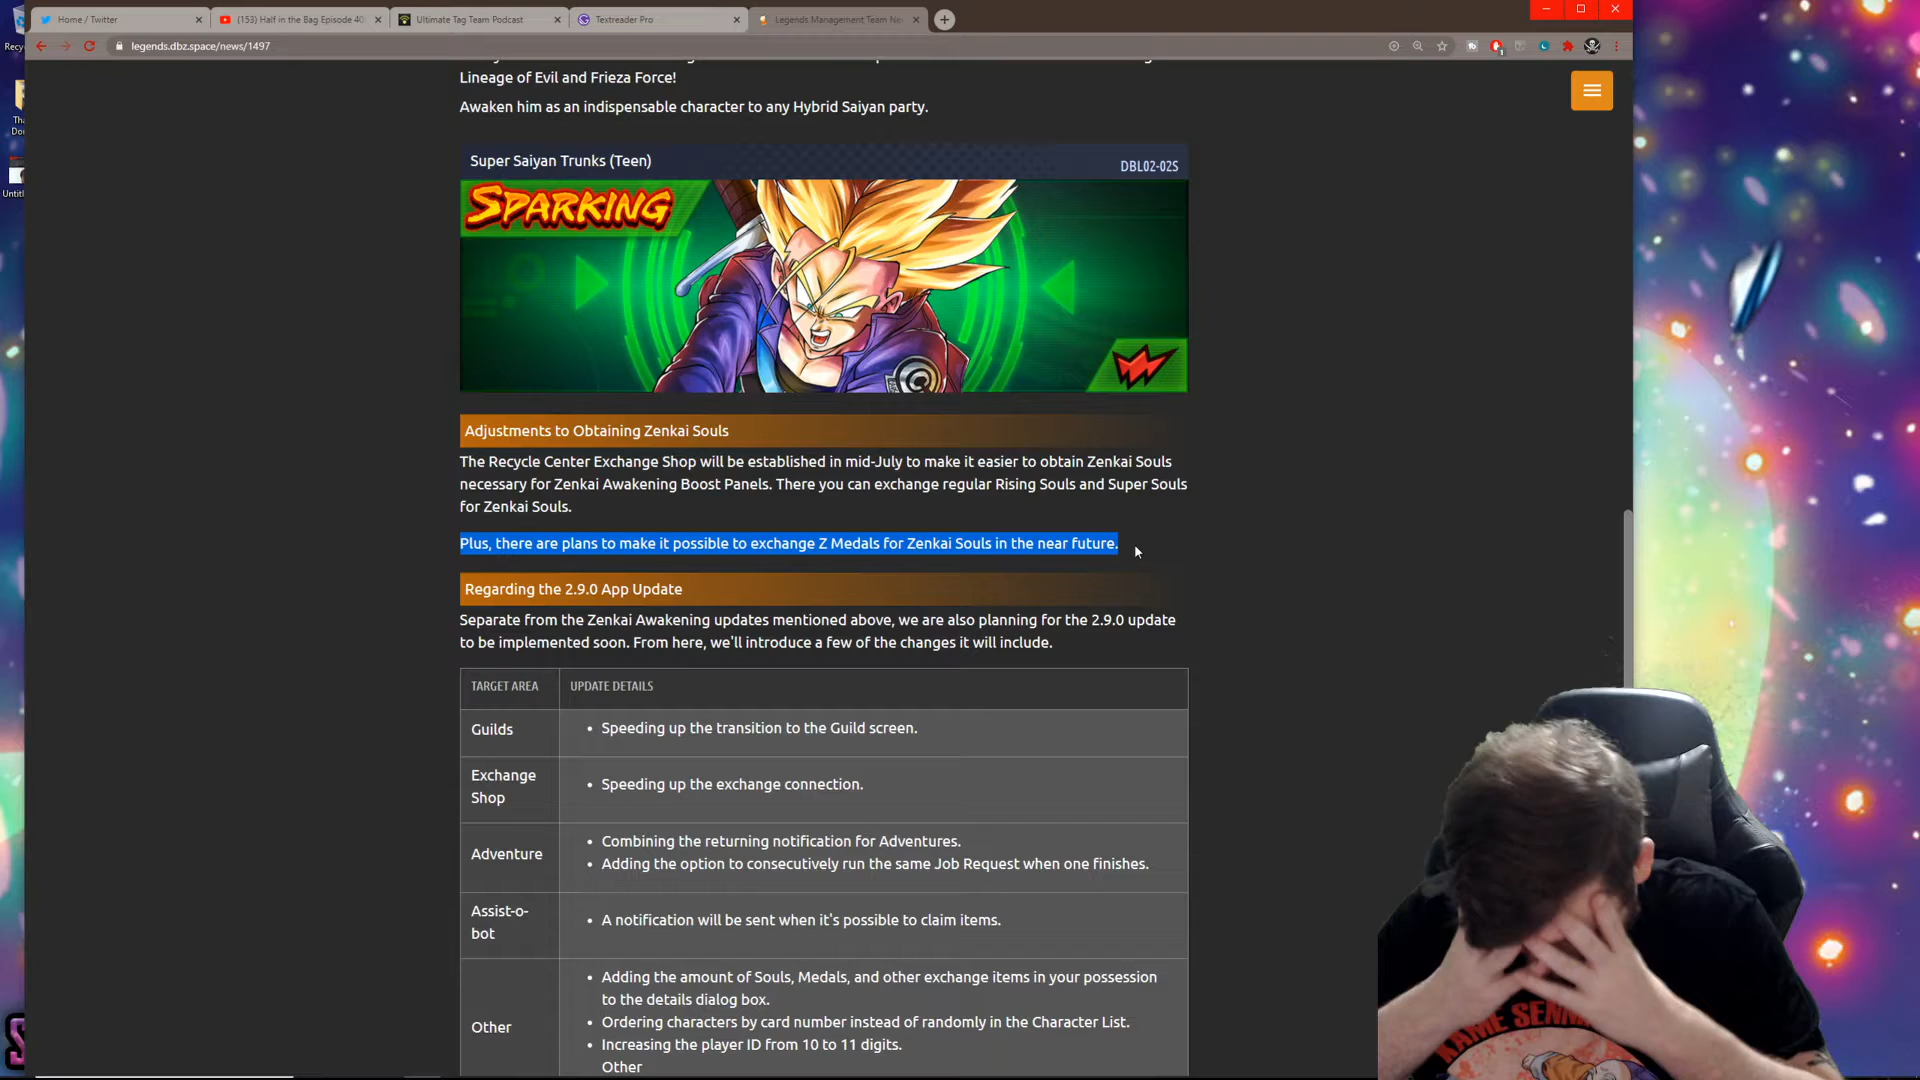 Home / Twitter
(153) Half in the Bag Episode 40
Ultimate Tag Team Podcast
Textreader Pro
Legends Management Team Ne
legends.dbz.space/news/1497
Lineage of Evil and Frieza Force!
Awaken him as an indispensable character to any Hybrid Saiyan party.
Super Saiyan Trunks (Teen)
DBL02-02S
SPARKING
Adjustments to Obtaining Zenkai Souls
The Recycle Center Exchange Shop will be established in mid-July to make it easier to obtain Zenkai Souls
necessary for Zenkai Awakening Boost Panels. There you can exchange regular Rising Souls and Super Souls
for Zenkai Souls.
Plus, there are plans to make it possible to exchange Z Medals for Zenkai Souls in the near future.
Regarding the 2.9.0 App Update
Separate from the Zenkai Awakening updates mentioned above, we are also planning for the 2.9.0 update
to be implemented soon. From here, we'll introduce a few of the changes it will include.
TARGET AREA
UPDATE DETAILS
Guilds
• Speeding up the transition to the Guild screen.
Exchange
Shop
• Speeding up the exchange connection.
Adventure
• Combining the returning notification for Adventures.
• Adding the option to consecutively run the same Job Request when one finishes.
Assist-o-
bot
• A notification will be sent when it's possible to claim items.
Other
• Adding the amount of Souls, Medals, and other exchange items in your possession
to the details dialog box.
• Ordering characters by card number instead of randomly in the Character List.
• Increasing the player ID from 10 to 11 digits.
Other
Recy
Untitl
KAME SENN